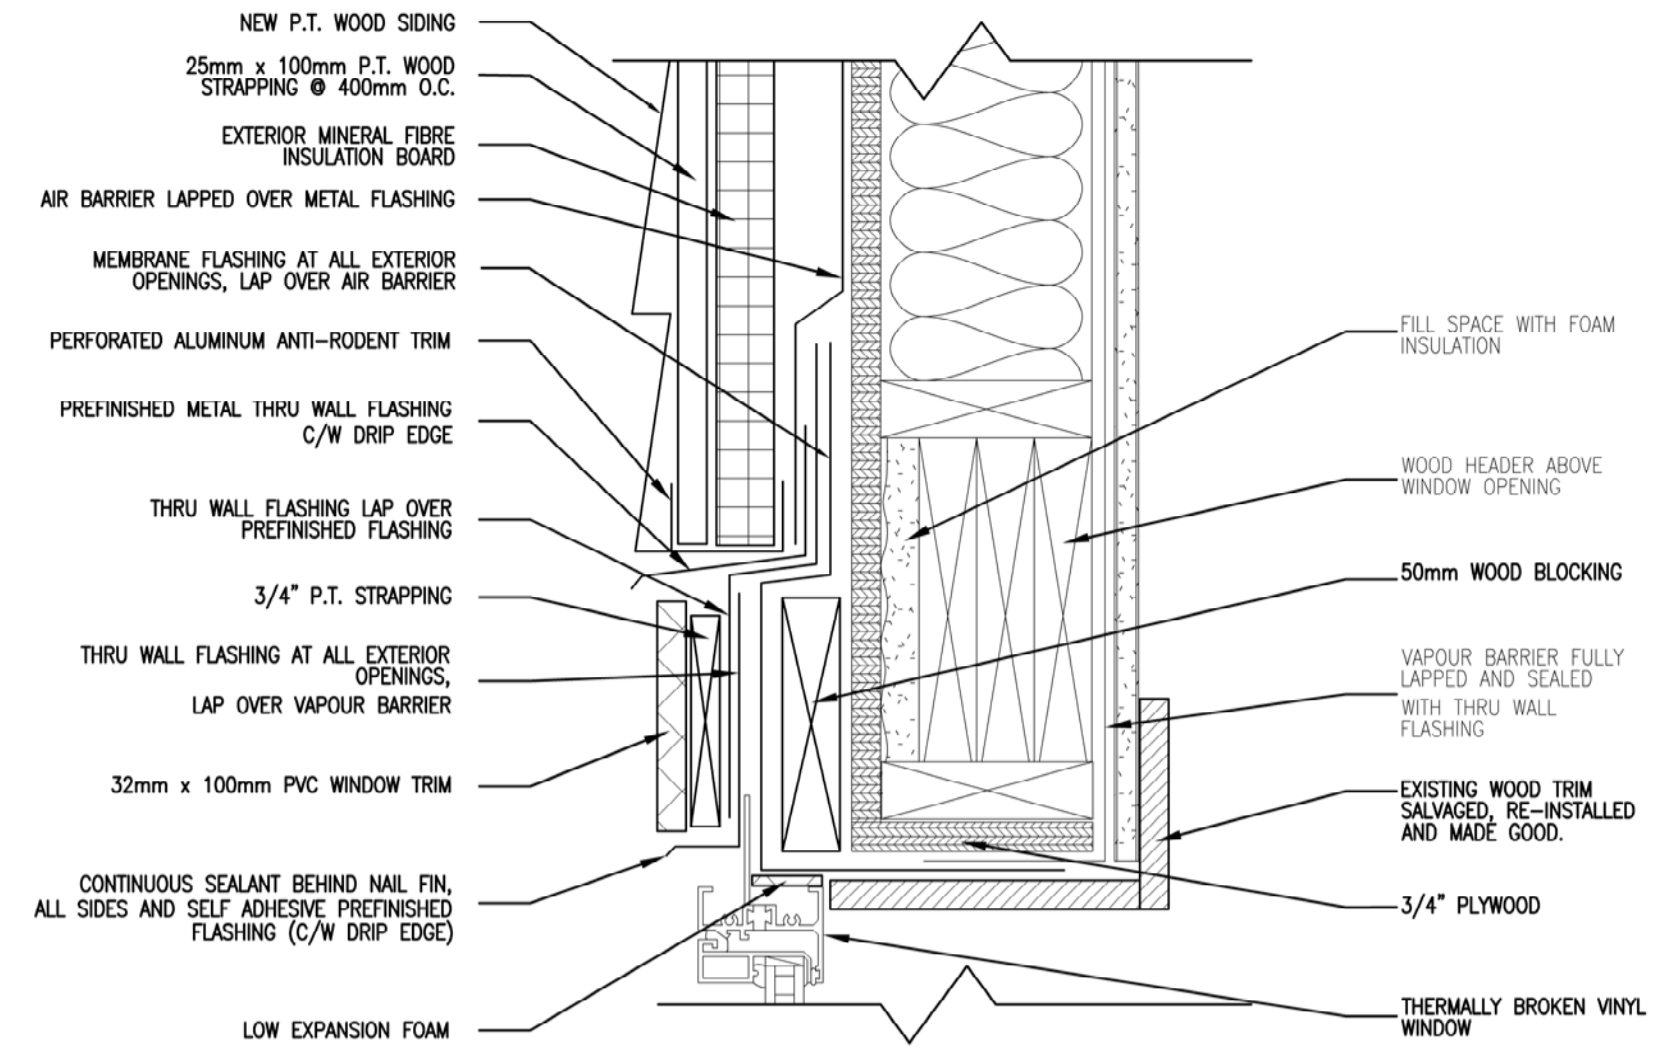 NEW P.T. WOOD SIDING
25mm x 100mm P.T. WOOD
STRAPPING @ 400mm O.C.
EXTERIOR MINERAL FIBRE
INSULATION BOARD
AIR BARRIER LAPPED OVER METAL FLASHING
MEMBRANE FLASHING AT ALL EXTERIOR
OPENINGS, LAP OVER AIR BARRIER
PERFORATED ALUMINUM ANTI-RODENT TRIM
PREFINISHED METAL THRU WALL FLASHING
C/W DRIP EDGE
THRU WALL FLASHING LAP OVER
PREFINISHED FLASHING
3/4" P.T. STRAPPING
THRU WALL FLASHING AT ALL EXTERIOR
OPENINGS,
LAP OVER VAPOUR BARRIER
32mm x 100mm PVC WINDOW TRIM
CONTINUOUS SEALANT BEHIND NAIL FIN,
ALL SIDES AND SELF ADHESIVE PREFINISHED
FLASHING (C/W DRIP EDGE)
LOW EXPANSION FOAM
FILL SPACE WITH FOAM
INSULATION
WOOD HEADER ABOVE
WINDOW OPENING
50mm WOOD BLOCKING
VAPOUR BARRIER FULLY
LAPPED AND SEALED
WITH THRU WALL
FLASHING
EXISTING WOOD TRIM
SALVAGED, RE-INSTALLED
AND MADE GOOD.
3/4" PLYWOOD
THERMALLY BROKEN VINYL
WINDOW